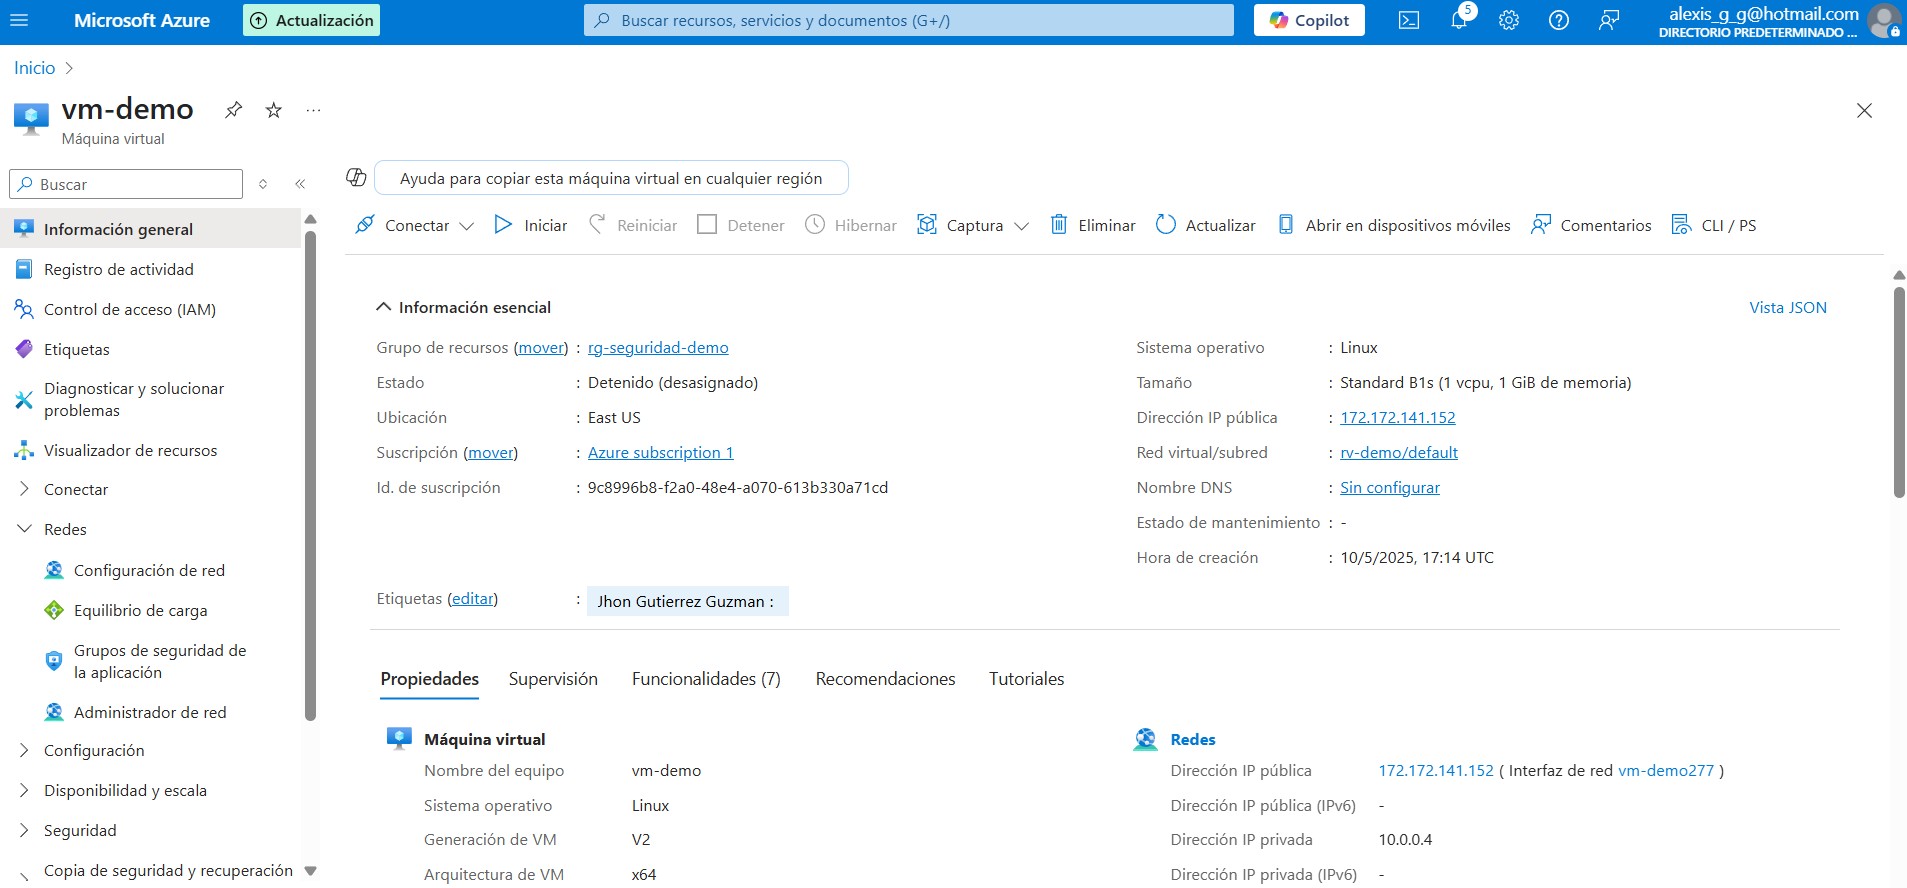 Microsoft Azure
Actualización
Buscar recursos, servicios y documentos (G+/)
Copilot
5
alexis_g_g@hotmail.com
DIRECTORIO PREDETERMINADO ...
Inicio
vm-demo
...
Máquina virtual
Buscar
Ayuda para copiar esta máquina virtual en cualquier región
Conectar Iniciar Reiniciar Detener Hibernar Captura Eliminar Actualizar Abrir en dispositivos móviles Comentarios CLI / PS
Información general
Registro de actividad
Control de acceso (IAM)
Etiquetas
Diagnosticar y solucionar
problemas
Visualizador de recursos
Conectar
Redes
Configuración de red
Equilibrio de carga
Grupos de seguridad de
la aplicación
Administrador de red
Configuración
Disponibilidad y escala
Seguridad
Copia de seguridad y recuperación
Información esencial
Vista JSON
Grupo de recursos (mover) : rg-seguridad-demo
Estado : Detenido (desasignado)
Ubicación : East US
Suscripción (mover) : Azure subscription 1
Id. de suscripción : 9c8996b8-f2a0-48e4-a070-613b330a71cd
Sistema operativo : Linux
Tamaño : Standard B1s (1 vcpu, 1 GiB de memoria)
Dirección IP pública : 172.172.141.152
Red virtual/subred : rv-demo/default
Nombre DNS : Sin configurar
Estado de mantenimiento : -
Hora de creación : 10/5/2025, 17:14 UTC
Etiquetas (editar) : Jhon Gutierrez Guzman :
Propiedades Supervisión Funcionalidades (7) Recomendaciones Tutoriales
Máquina virtual
Nombre del equipo vm-demo
Sistema operativo Linux
Generación de VM V2
Arquitectura de VM x64
Redes
Dirección IP pública 172.172.141.152 ( Interfaz de red vm-demo277 )
Dirección IP pública (IPv6) -
Dirección IP privada 10.0.0.4
Dirección IP privada (IPv6) -